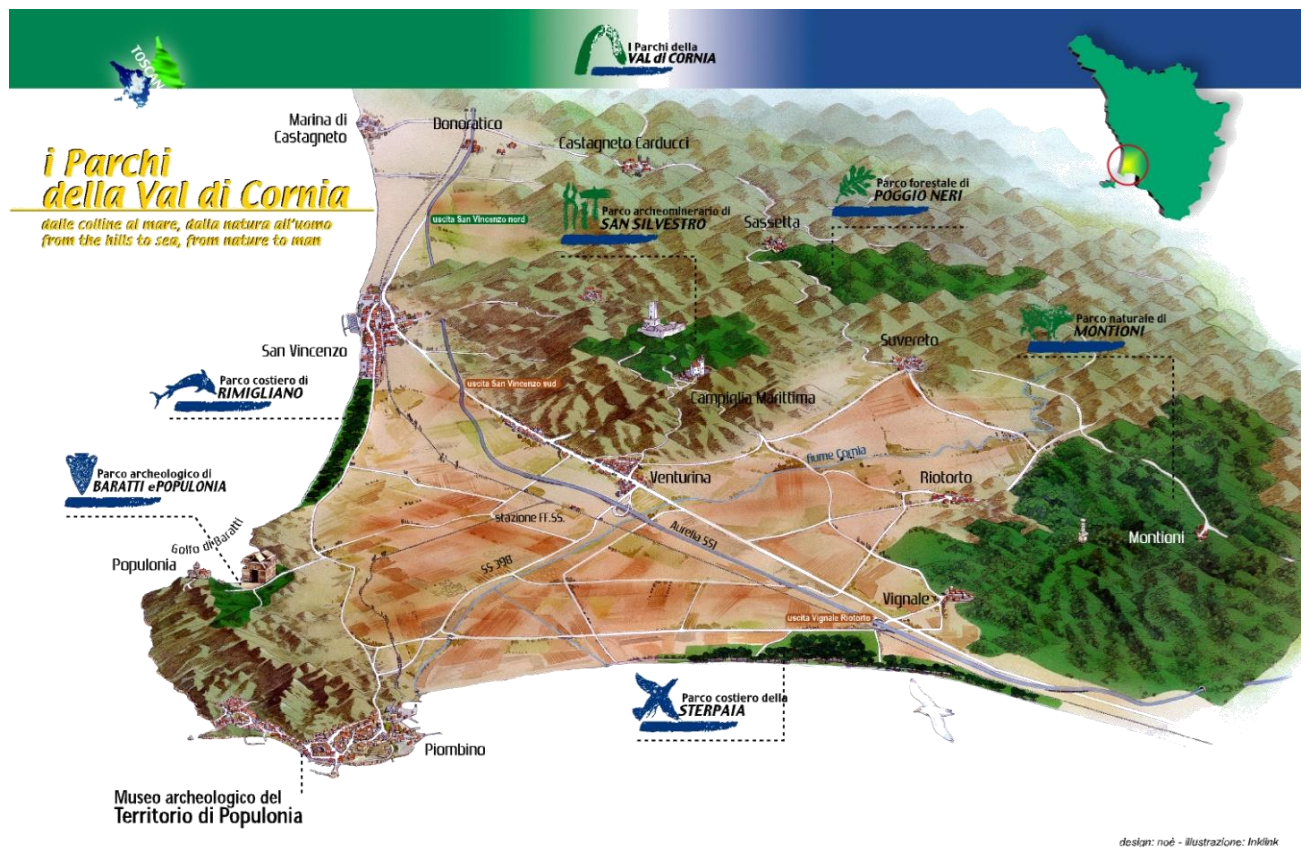 TOSCANA
I Parchi della
VAL di CORNIA
i Parchi
della Val di Cornia
dalle colline al mare, dalla natura all'uomo
from the hills to sea, from nature to man
Marina di
Castagneto
Donoratico
Castagneto Carducci
uscita San Vincenzo nord
Parco archeominerario di
SAN SILVESTRO
Sassetta
Parco forestale di
POGGIO NERI
San Vincenzo
Parco naturale di
MONTIONI
Suvereto
Parco costiero di
RIMIGLIANO
uscita San Vincenzo sud
Campiglia Marittima
fiume Cornia
Parco archeologico di
BARATTI ePOPULONIA
Venturina
Riotorto
stazione FF.SS.
Golfo di Baratti
Aurelia SS1
Populonia
SS 398
Montioni
Vignale
uscita Vignale Riotorto
Parco costiero della
STERPAIA
Piombino
Museo archeologico del
Territorio di Populonia
design: noè - illustrazione: Inklink